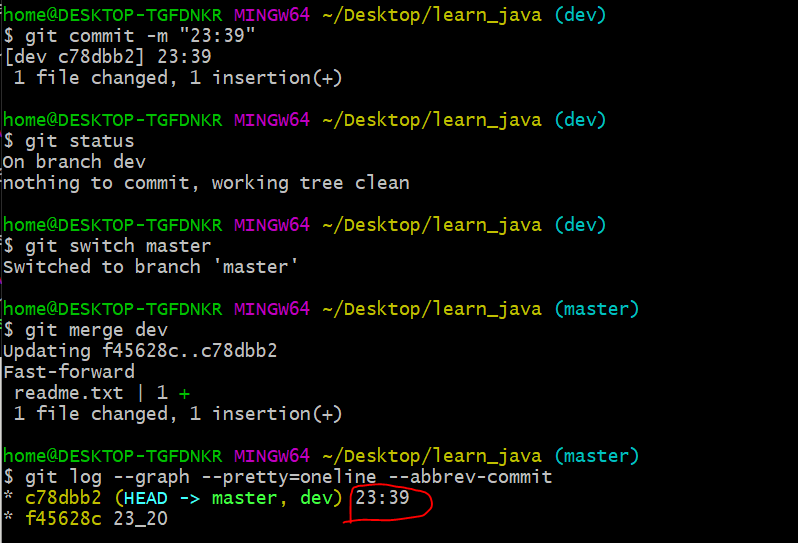 home@DESKTOP-TGFDNKR MINGW64 ~/Desktop/learn_java (dev)
$ git commit -m "23:39"
[dev c78dbb2] 23:39
 1 file changed, 1 insertion(+)
home@DESKTOP-TGFDNKR MINGW64 ~/Desktop/learn_java (dev)
$ git status
On branch dev
nothing to commit, working tree clean
home@DESKTOP-TGFDNKR MINGW64 ~/Desktop/learn_java (dev)
$ git switch master
Switched to branch 'master'
home@DESKTOP-TGFDNKR MINGW64 ~/Desktop/learn_java (master)
$ git merge dev
Updating f45628c..c78dbb2
Fast-forward
 readme.txt | 1 +
 1 file changed, 1 insertion(+)
home@DESKTOP-TGFDNKR MINGW64 ~/Desktop/learn_java (master)
$ git log --graph --pretty=oneline --abbrev-commit
* c78dbb2 (HEAD -> master, dev) 23:39
* f45628c 23_20